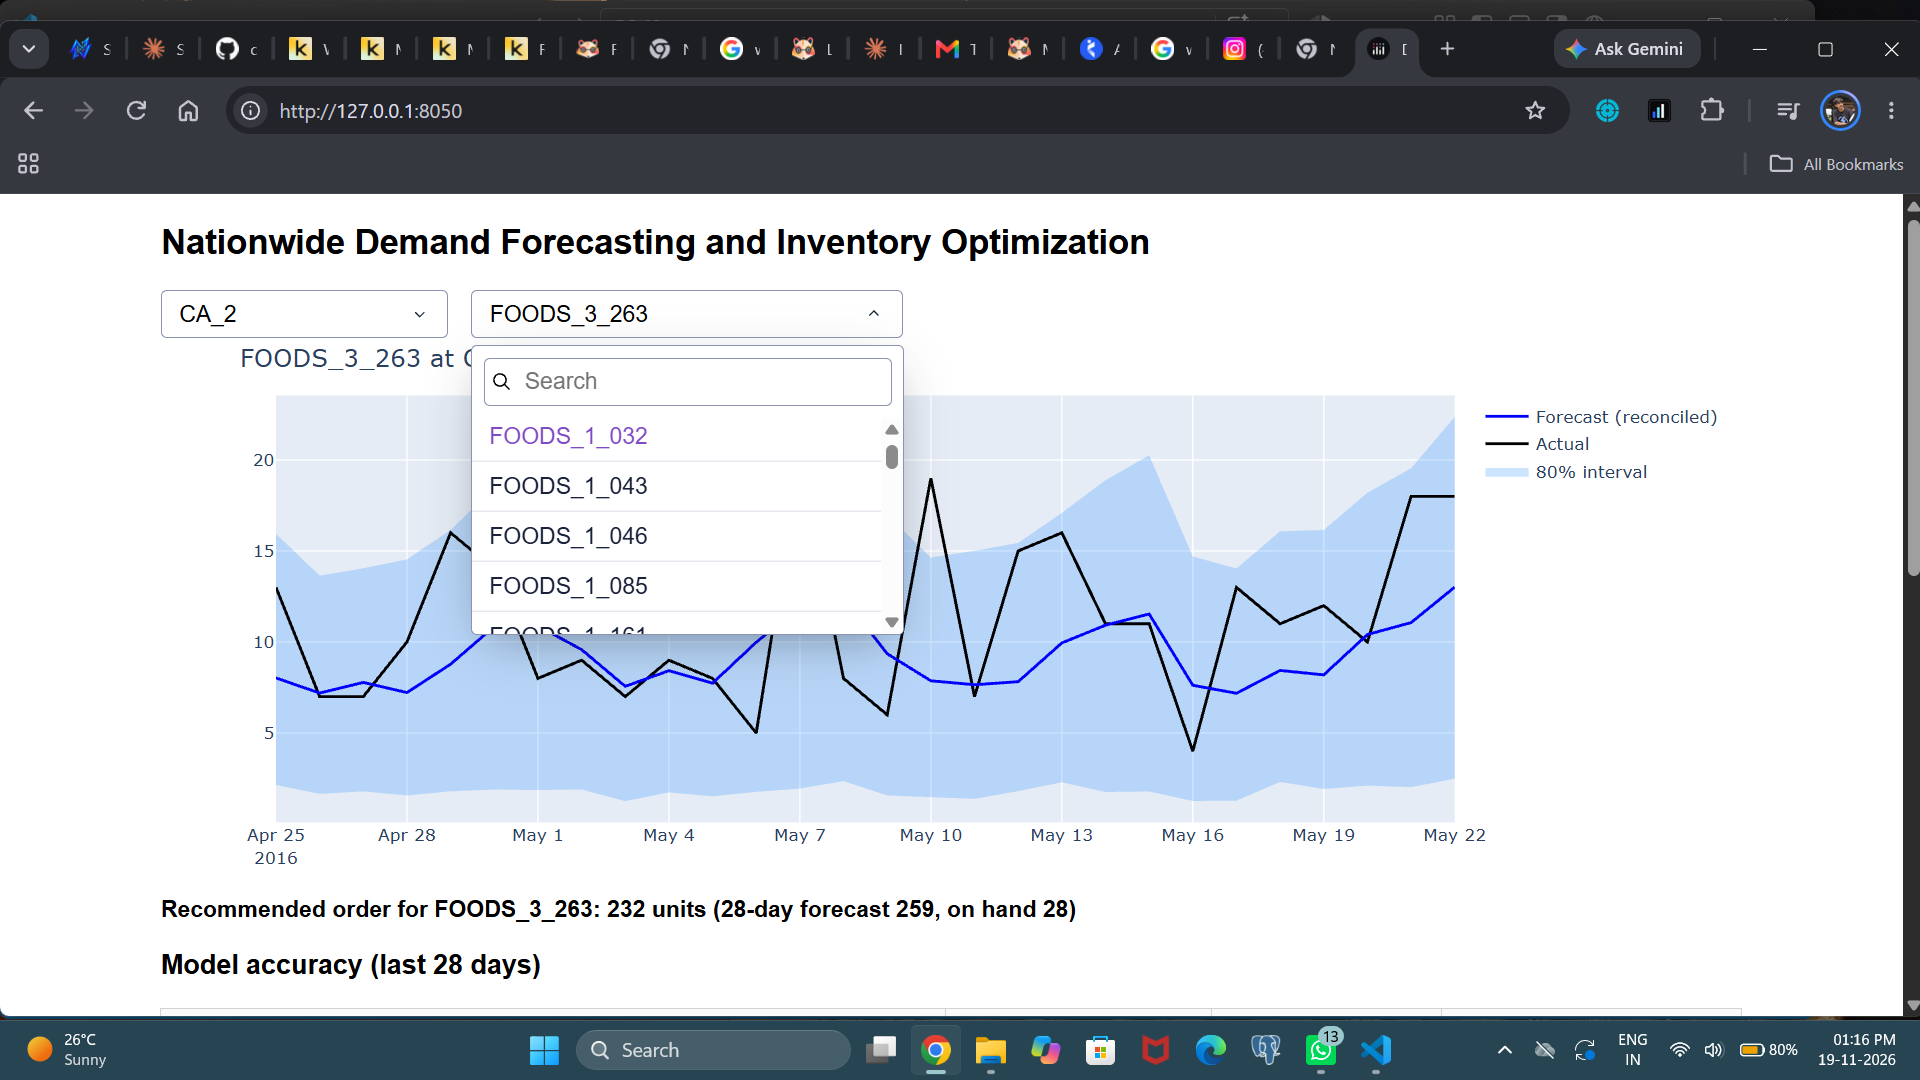 Ask Gemini
http://127.0.0.1:8050
All Bookmarks
Nationwide Demand Forecasting and Inventory Optimization
CA_2
FOODS_3_263
FOODS_3_263 at
Search
FOODS_1_032
FOODS_1_043
FOODS_1_046
FOODS_1_085
FOODS_1_161
Forecast (reconciled)
Actual
80% interval
20
15
10
5
Apr 25
2016
Apr 28
May 1
May 4
May 7
May 10
May 13
May 16
May 19
May 22
Recommended order for FOODS_3_263: 232 units (28-day forecast 259, on hand 28)
Model accuracy (last 28 days)
26°C
Sunny
Search
13
ENG
IN
80%
01:16 PM
19-11-2026